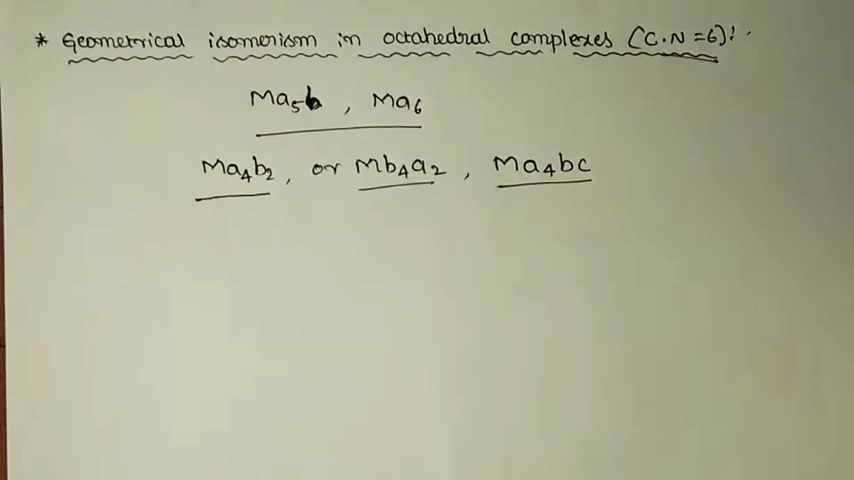 * Geometrical isomerism in octahedral complexes (C.N=6):
Ma₅b , Ma₆
Ma₄b₂, or Mb₄a₂ , Ma₄bc